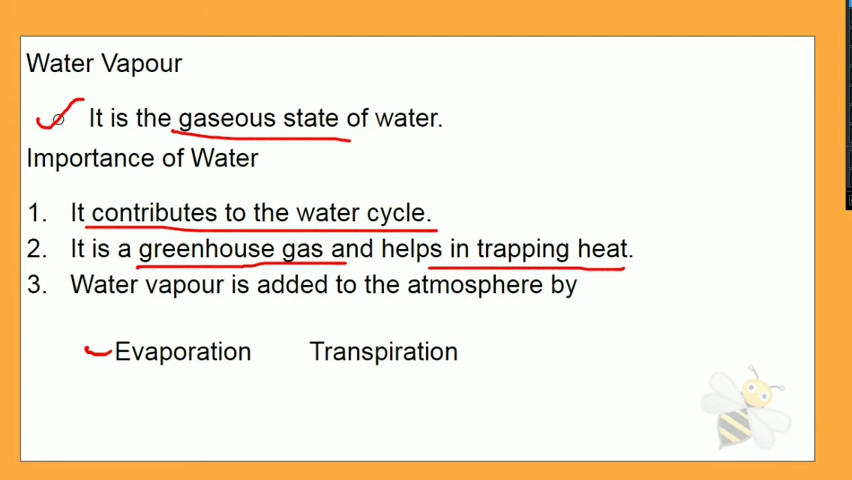 Water Vapour
It is the gaseous state of water.
Importance of Water
1. It contributes to the water cycle.
2. It is a greenhouse gas and helps in trapping heat.
3. Water vapour is added to the atmosphere by
Evaporation Transpiration